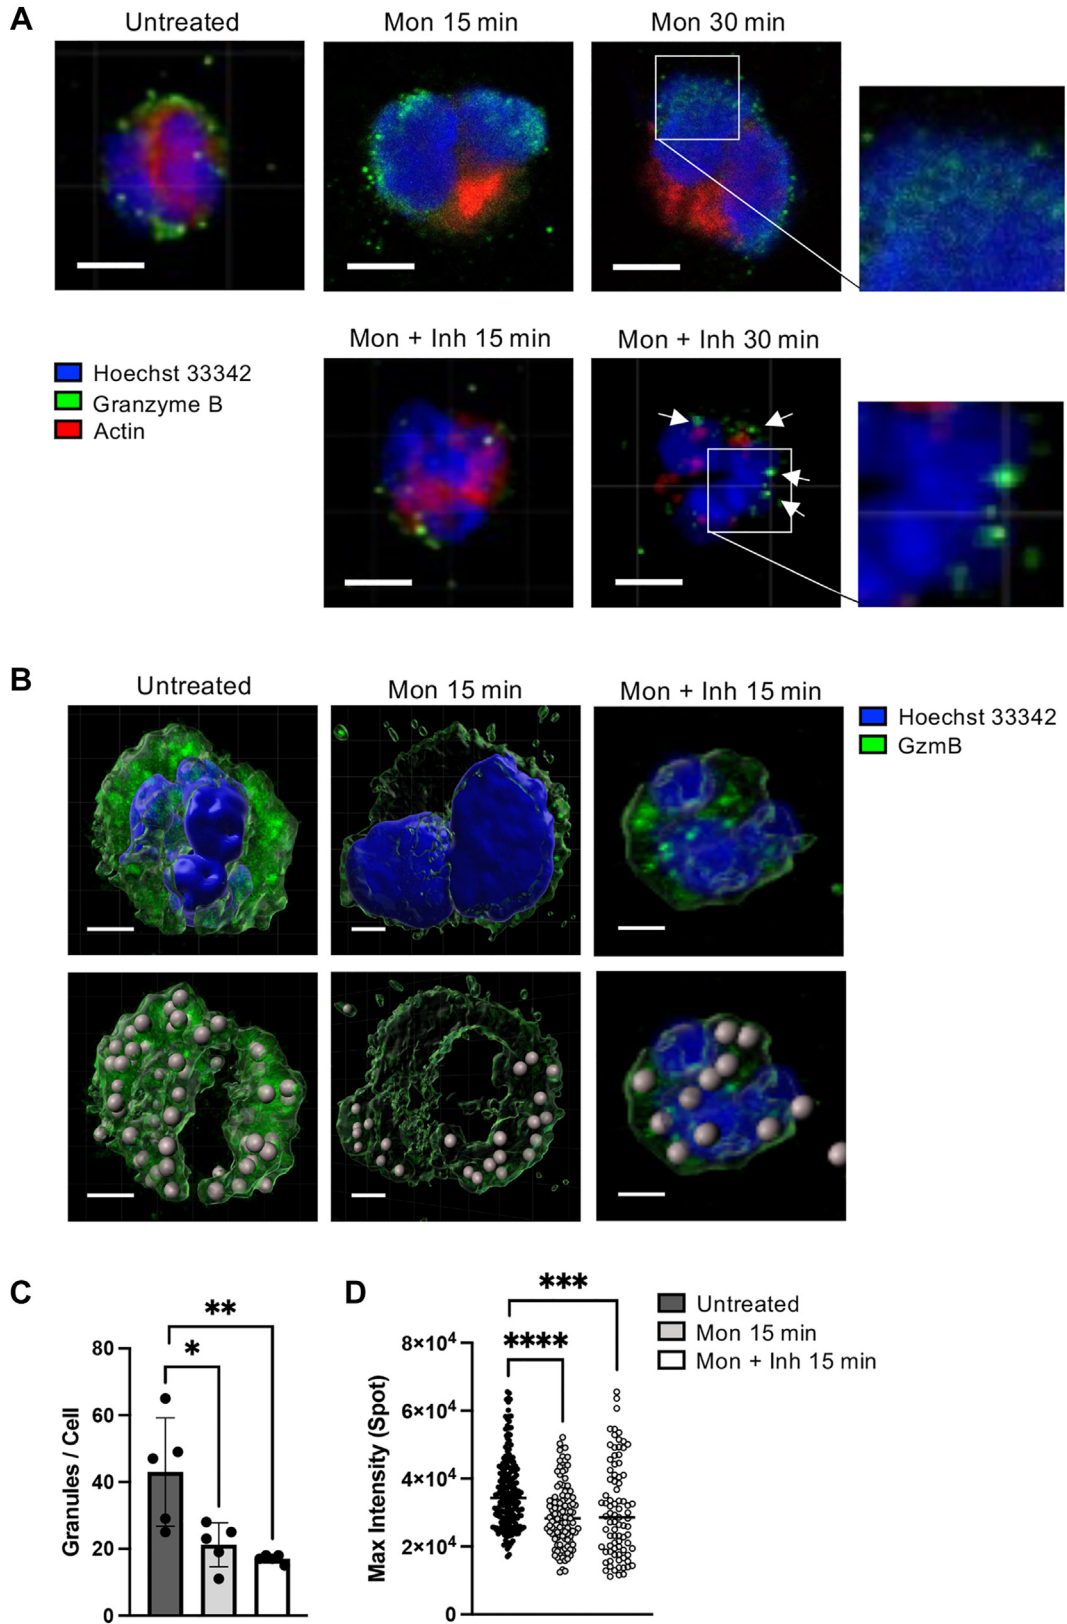 A
Untreated
Mon 15 min
Mon 30 min
Mon + Inh 15 min
Mon + Inh 30 min
Hoechst 33342
Granzyme B
Actin
B
Untreated
Mon 15 min
Mon + Inh 15 min
Hoechst 33342
GzmB
C
Granules / Cell
80
60
40
20
0
**
*
D
Max Intensity (Spot)
8×10⁴
6×10⁴
4×10⁴
2×10⁴
0
***
****
Untreated
Mon 15 min
Mon + Inh 15 min